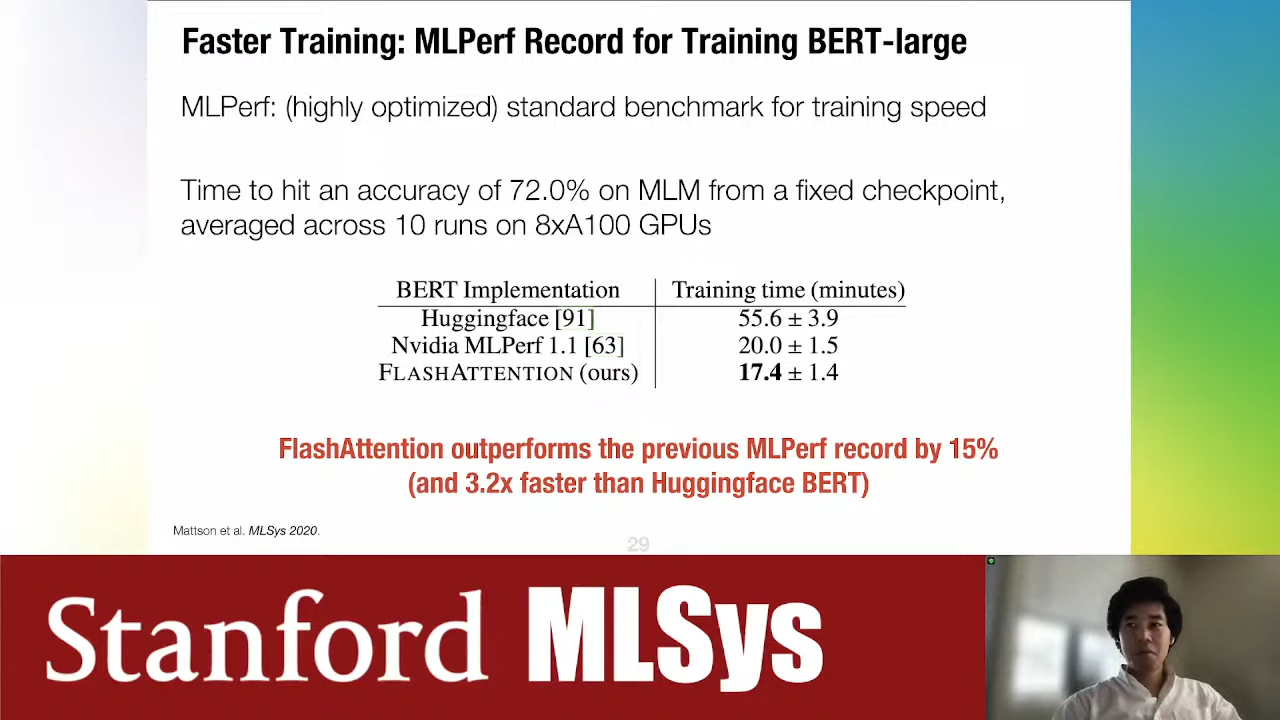 Faster Training: MLPerf Record for Training BERT-large
MLPerf: (highly optimized) standard benchmark for training speed
Time to hit an accuracy of 72.0% on MLM from a fixed checkpoint,
averaged across 10 runs on 8xA100 GPUs
BERT Implementation Training time (minutes)
Huggingface [91] 55.6 ± 3.9
Nvidia MLPerf 1.1 [63] 20.0 ± 1.5
FLASHATTENTION (ours) 17.4 ± 1.4
FlashAttention outperforms the previous MLPerf record by 15%
(and 3.2x faster than Huggingface BERT)
Mattson et al. MLSys 2020.
29
Stanford MLSys